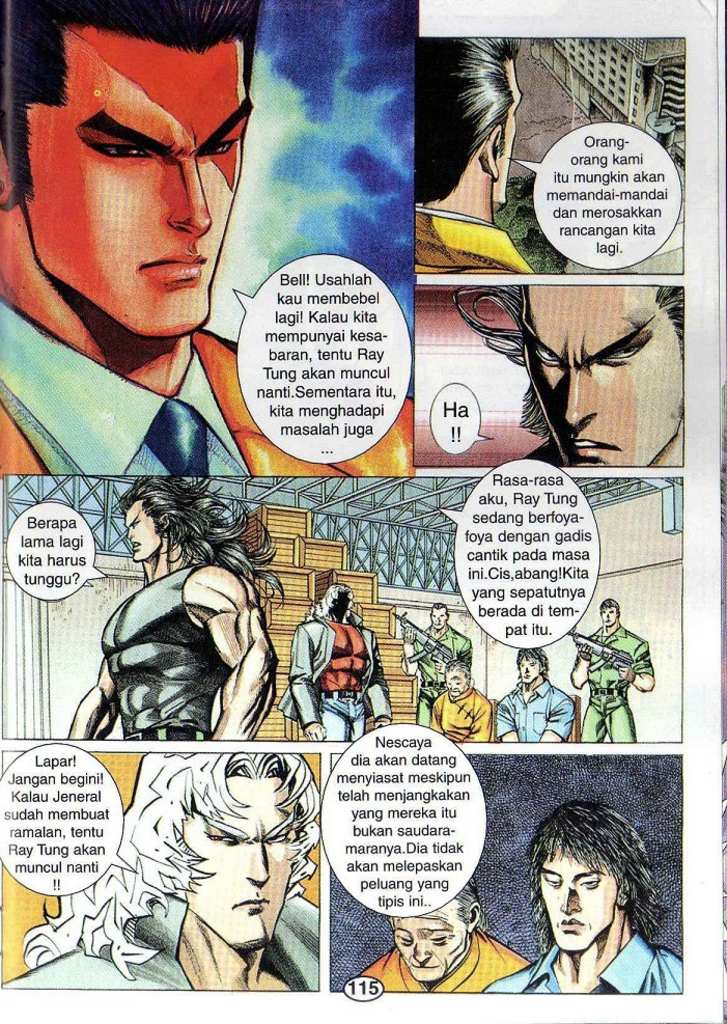 Bell! Usahlah
kau membebel
lagi! Kalau kita
mempunyai kesa-
baran, tentu Ray
Tung akan muncul
nanti.Sementara itu,
kita menghadapi
masalah juga
...
Orang-
orang kami
itu mungkin akan
memandai-mandai
dan merosakkan
rancangan kita
lagi.
Ha
!!
Berapa
lama lagi
kita harus
tunggu?
Rasa-rasa
aku, Ray Tung
sedang berfoya-
foya dengan gadis
cantik pada masa
ini.Cis,abang!Kita
yang sepatutnya
berada di tem-
pat itu.
Lapar!
Jangan begini!
Kalau Jeneral
sudah membuat
ramalan, tentu
Ray Tung akan
muncul nanti
!!
Nescaya
dia akan datang
menyiasat meskipun
telah menjangkakan
yang mereka itu
bukan saudara-
maranya.Dia tidak
akan melepaskan
peluang yang
tipis ini..
115